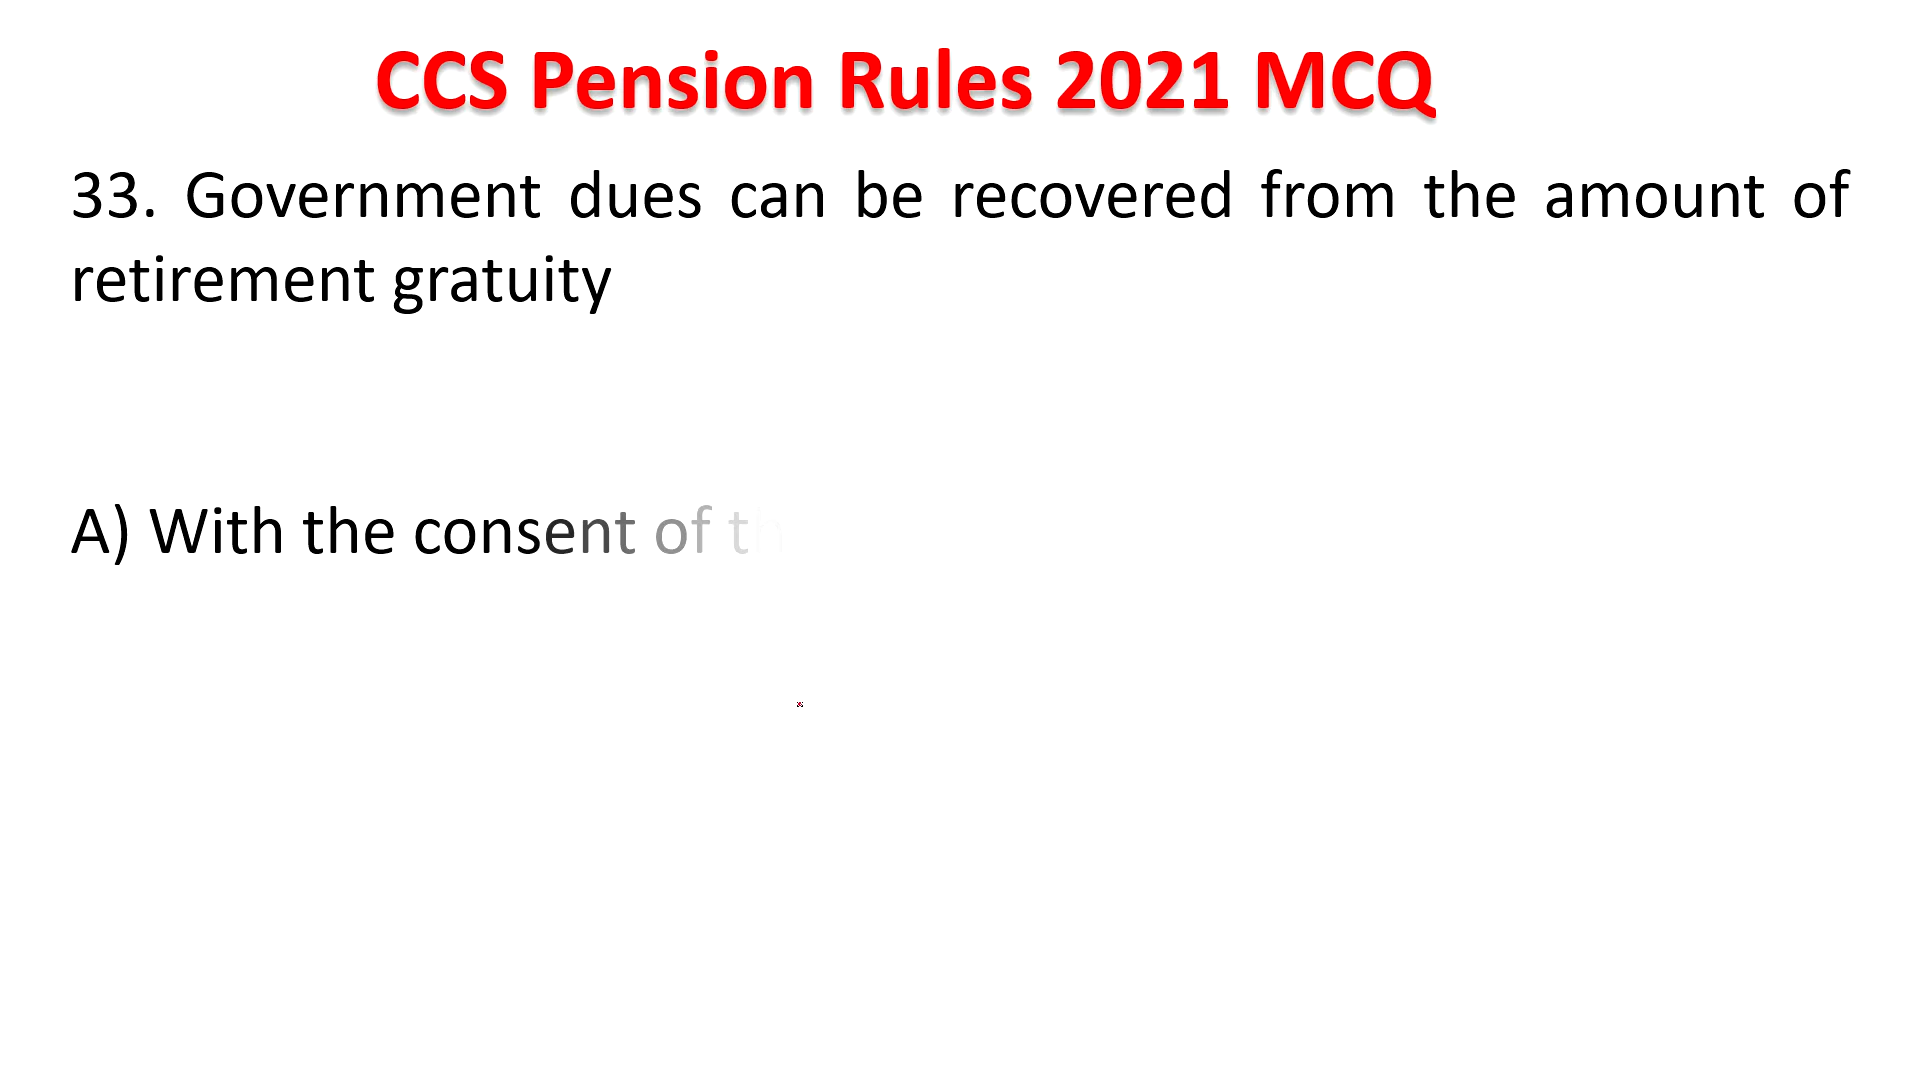 CCS Pension Rules 2021 MCQ
33. Government dues can be recovered from the amount of
retirement gratuity
A) With the consent of th